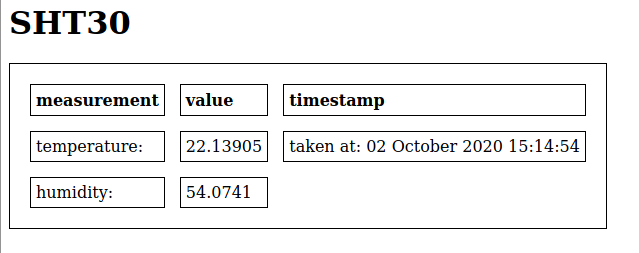 SHT30
measurement value timestamp
temperature: 22.13905 taken at: 02 October 2020 15:14:54
humidity: 54.0741